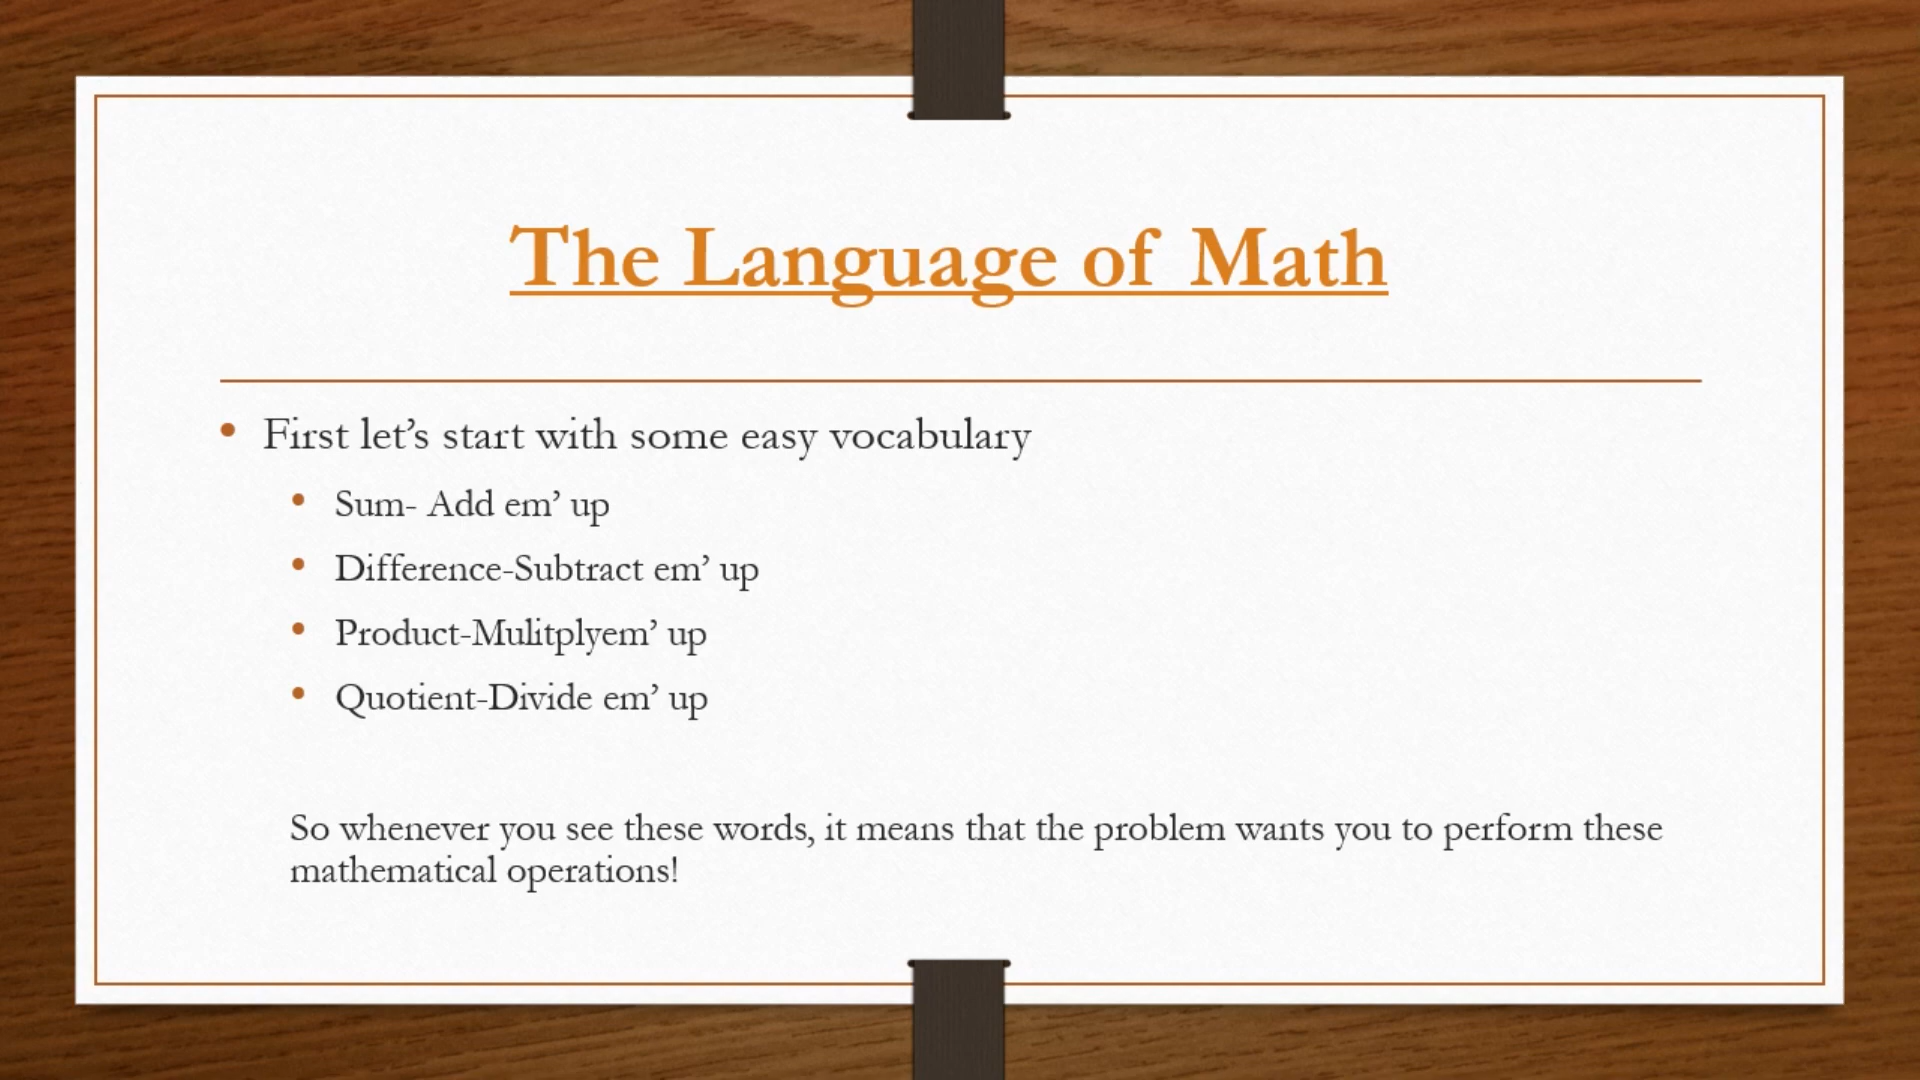 The Language of Math
First let’s start with some easy vocabulary
Sum- Add em’ up
Difference-Subtract em’ up
Product-Mulitplyem’ up
Quotient-Divide em’ up
So whenever you see these words, it means that the problem wants you to perform these
mathematical operations!